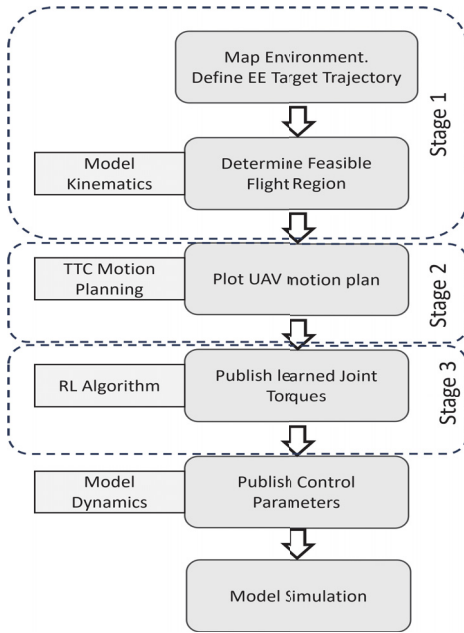 Map Environment.
Define EE Target Trajectory
Stage 1
Model
Kinematics
Determine Feasible
Flight Region
TTC Motion
Planning
Plot UAV motion plan
Stage 2
RL Algorithm
Publish learned Joint
Torques
Stage 3
Model
Dynamics
Publish Control
Parameters
Model Simulation